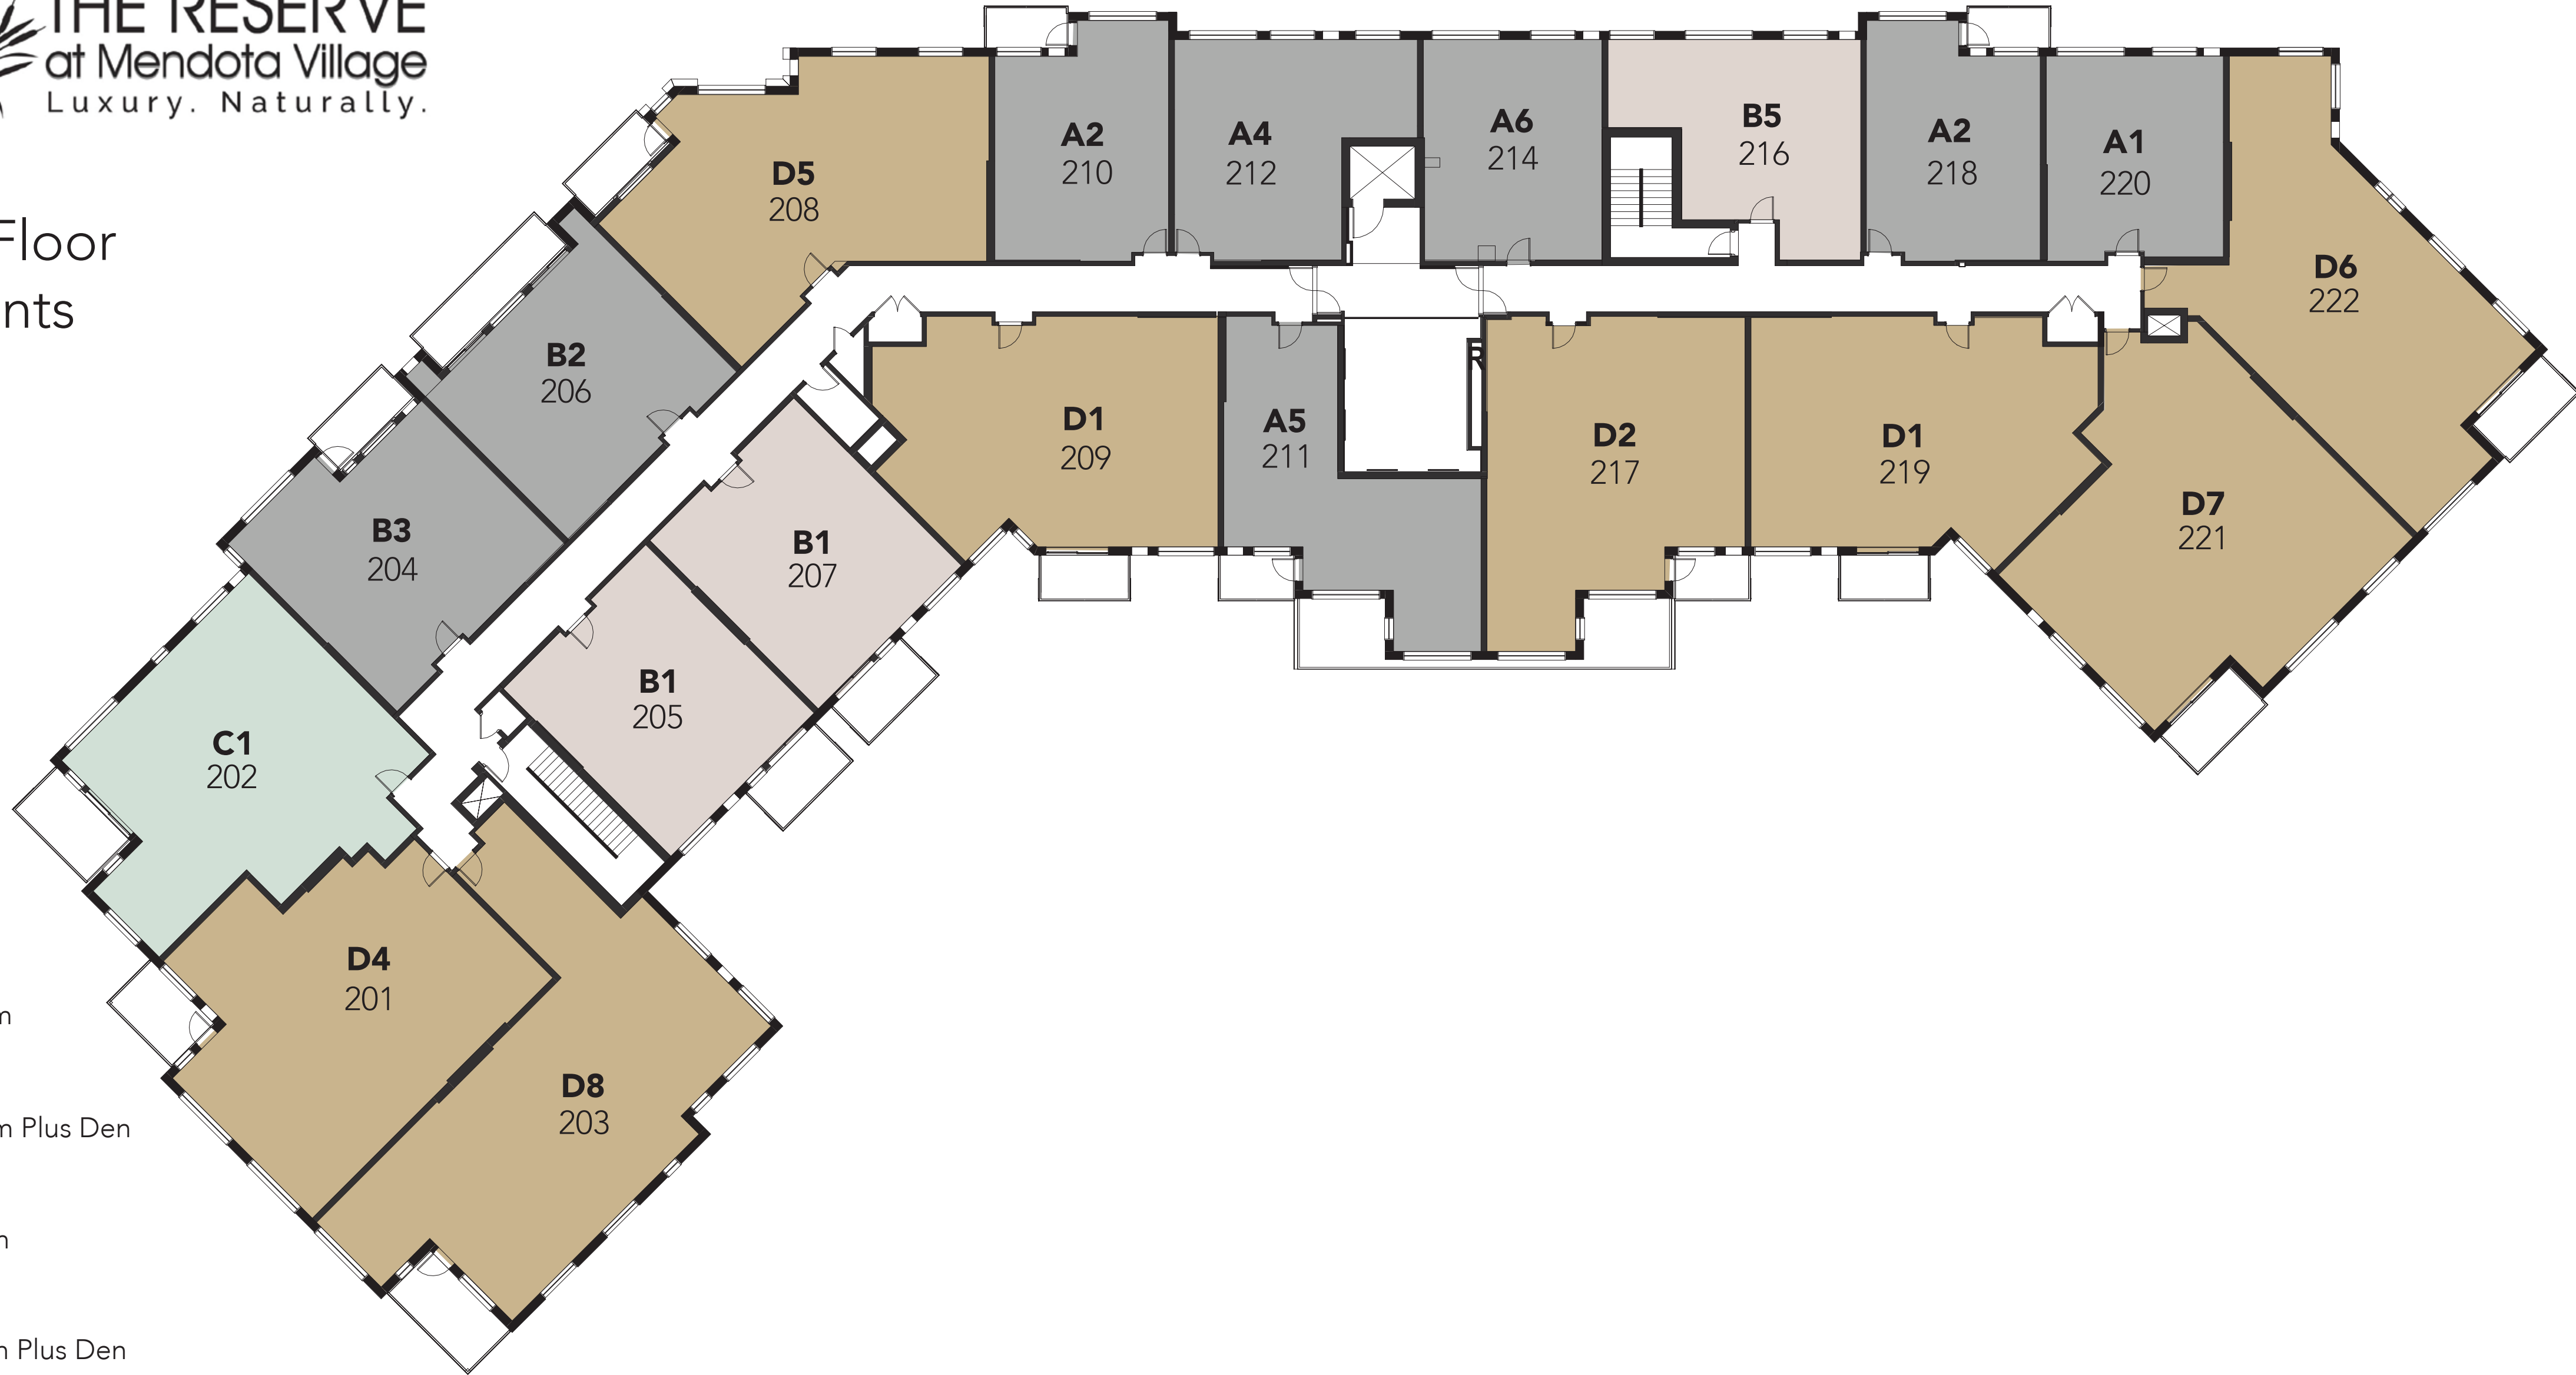 THE RESERVE
at Mendota Village
Luxury. Naturally.
Floor
nts
D5
208
A2
210
A4
212
A6
214
B5
216
A2
218
A1
220
D6
222
B2
206
D1
209
A5
211
R
D2
217
D1
219
D7
221
B3
204
B1
207
B1
205
C1
202
D4
201
D8
203
m
m Plus Den
m
m Plus Den